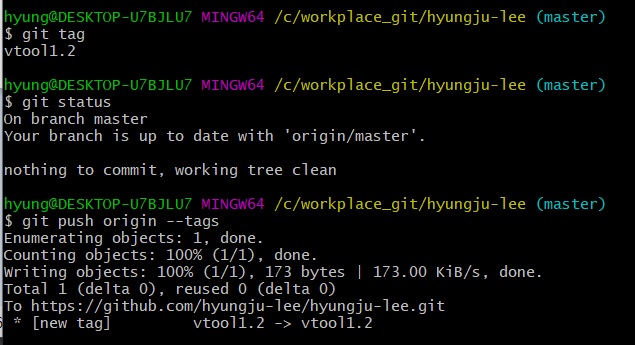 hyung@DESKTOP-U7BJLU7 MINGW64 /c/workplace_git/hyungju-lee (master)
$ git tag
vtool1.2
hyung@DESKTOP-U7BJLU7 MINGW64 /c/workplace_git/hyungju-lee (master)
$ git status
On branch master
Your branch is up to date with 'origin/master'.
nothing to commit, working tree clean
hyung@DESKTOP-U7BJLU7 MINGW64 /c/workplace_git/hyungju-lee (master)
$ git push origin --tags
Enumerating objects: 1, done.
Counting objects: 100% (1/1), done.
Writing objects: 100% (1/1), 173 bytes | 173.00 KiB/s, done.
Total 1 (delta 0), reused 0 (delta 0)
To https://github.com/hyungju-lee/hyungju-lee.git
 * [new tag]         vtool1.2 -> vtool1.2